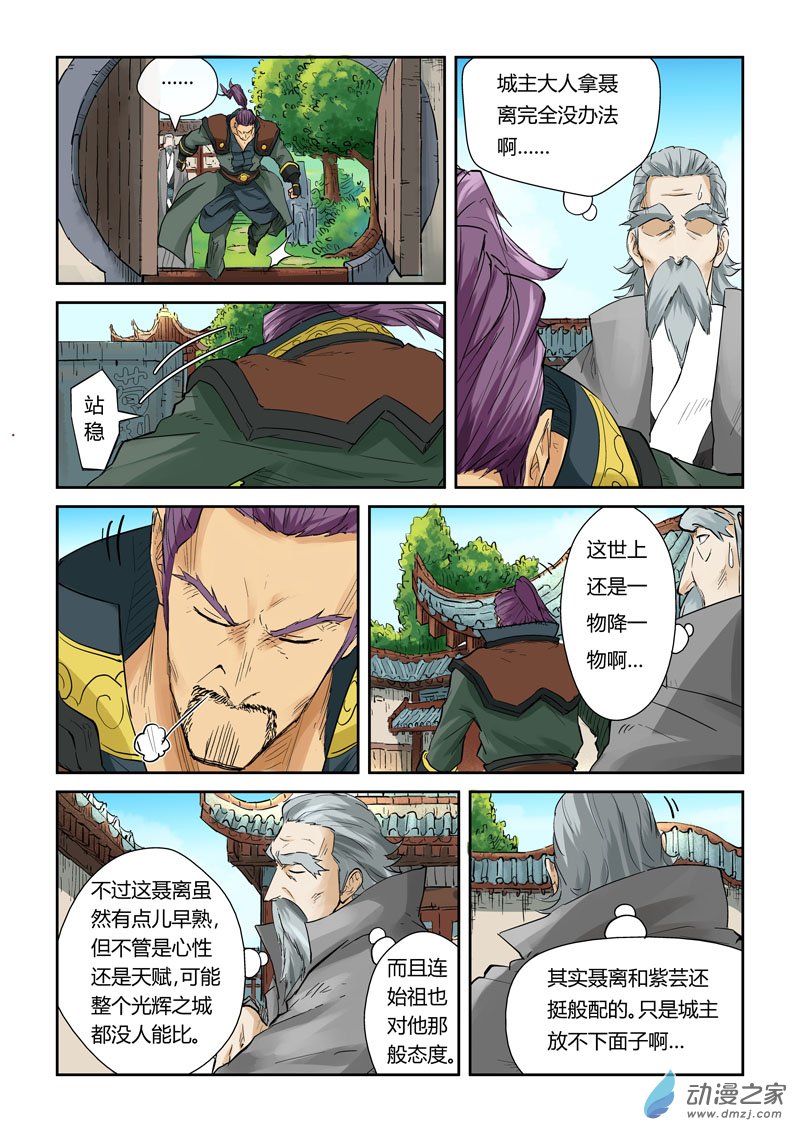 ……
城主大人拿聂
离完全没办法
啊……
站
稳
这世上
还是一
物降一
物啊…
不过这聂离虽
然有点儿早熟，
但不管是心性
还是天赋，可能
整个光辉之城
都没人能比。
而且连
始祖也
对他那
般态度。
其实聂离和紫芸还
挺般配的。只是城主
放不下面子啊…
动漫之家
www.dmzj.com